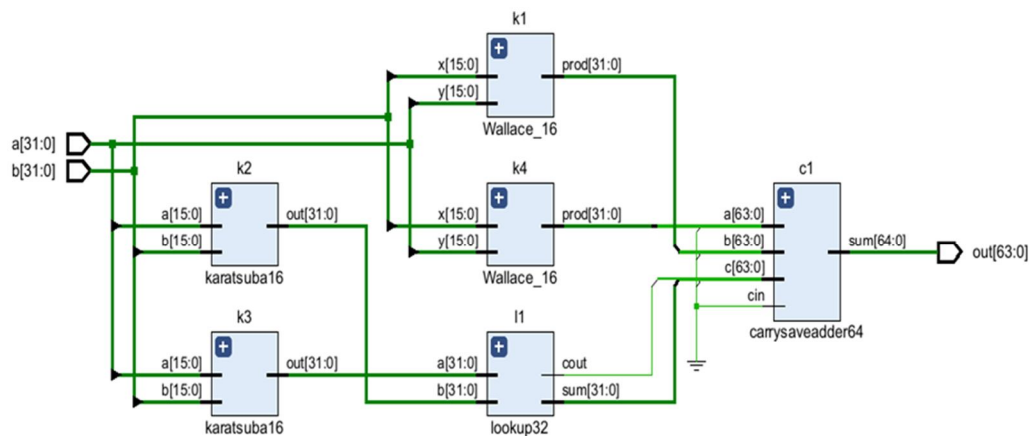 k1
x[15:0] prod[31:0]
y[15:0]
Wallace_16
a[31:0]
b[31:0]
k2
a[15:0] out[31:0]
b[15:0]
karatsuba16
k4
x[15:0] prod[31:0]
y[15:0]
Wallace_16
c1
a[63:0]
b[63:0] sum[64:0] out[63:0]
c[63:0]
cin
carrysaveadder64
k3
a[15:0] out[31:0]
b[15:0]
karatsuba16
l1
a[31:0] cout
b[31:0] sum[31:0]
lookup32